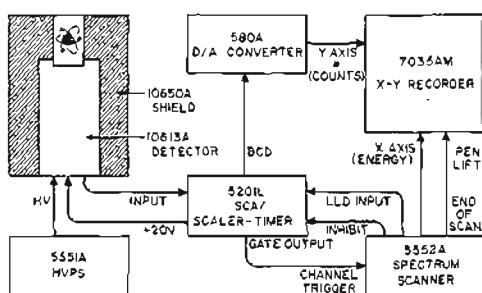 580A
D/A CONVERTER
Y AXIS
(COUNTS)
7035AM
X-Y RECORDER
10650A
SHIELD
10613A
DETECTOR
BCD
X AXIS
(ENERGY)
PEN
LIFT
HV
INPUT
+20V
5201L
SCA/
SCALER-TIMER
LLD INPUT
INHIBIT
END
OF
SCAN
GATE OUTPUT
CHANNEL
TRIGGER
5551A
HVPS
5552A
SPECTRUM
SCANNER